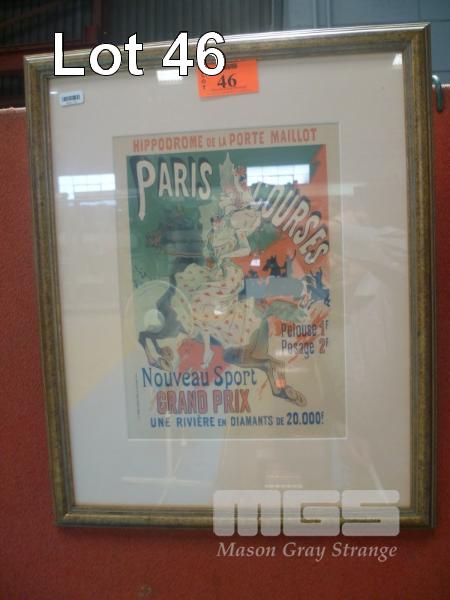 Lot 46
46
HIPPODROME DE LA PORTE MAILLOT
PARIS
COURSES
Pelouse 1F
Pesage 2F
Nouveau Sport
GRAND PRIX
UNE RIVIÈRE EN DIAMANTS DE 20.000F
MGS
Mason Gray Strange